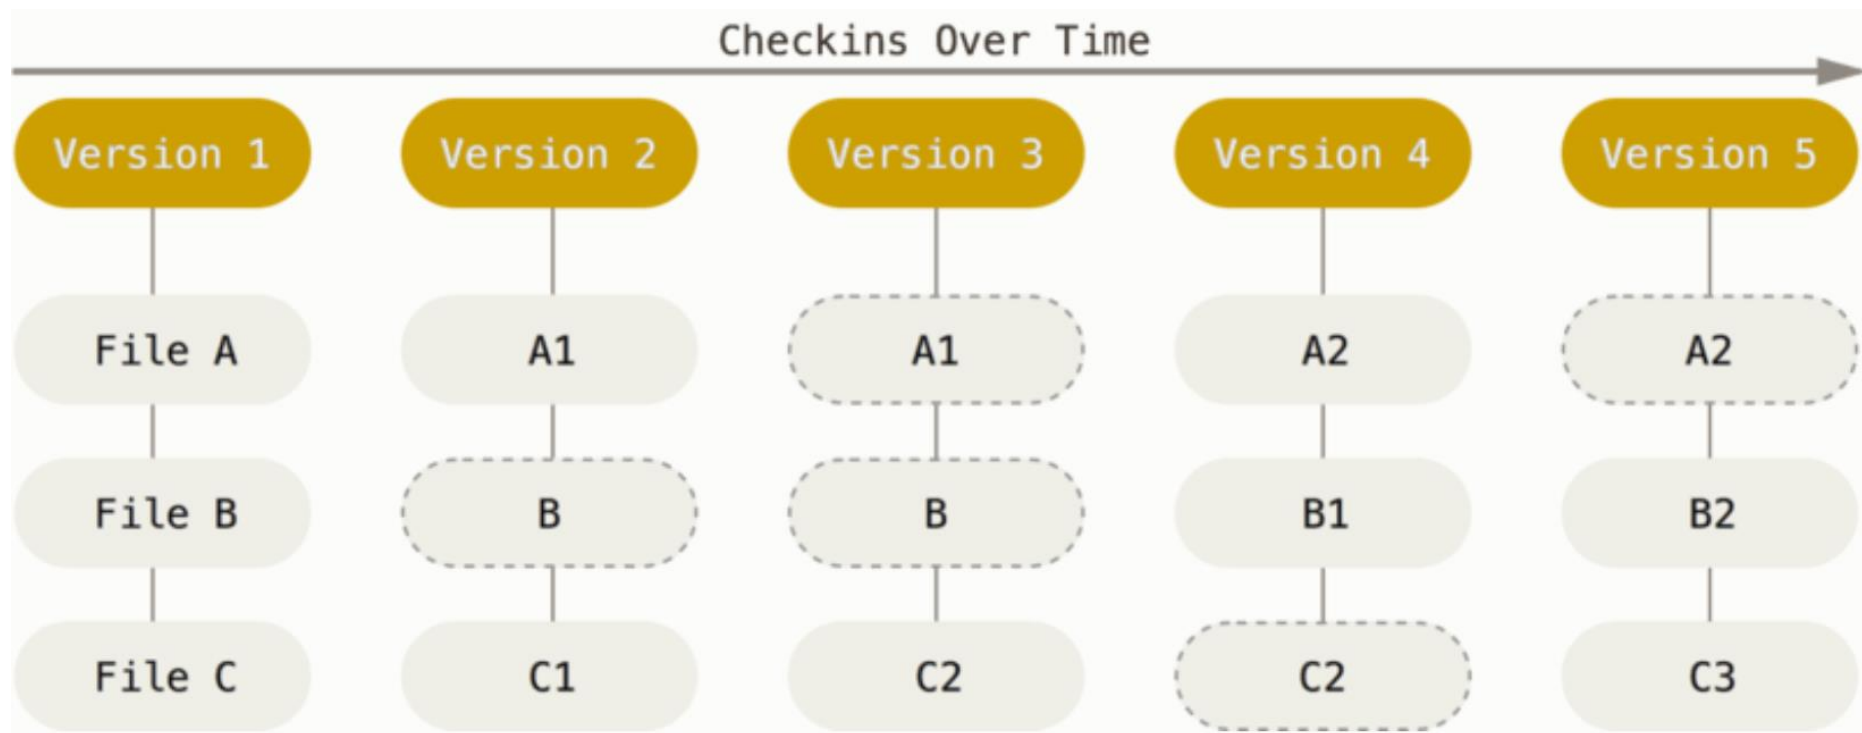 Checkins Over Time
Version 1 Version 2 Version 3 Version 4 Version 5
File A A1 A1 A2 A2
File B B B B1 B2
File C C1 C2 C2 C3